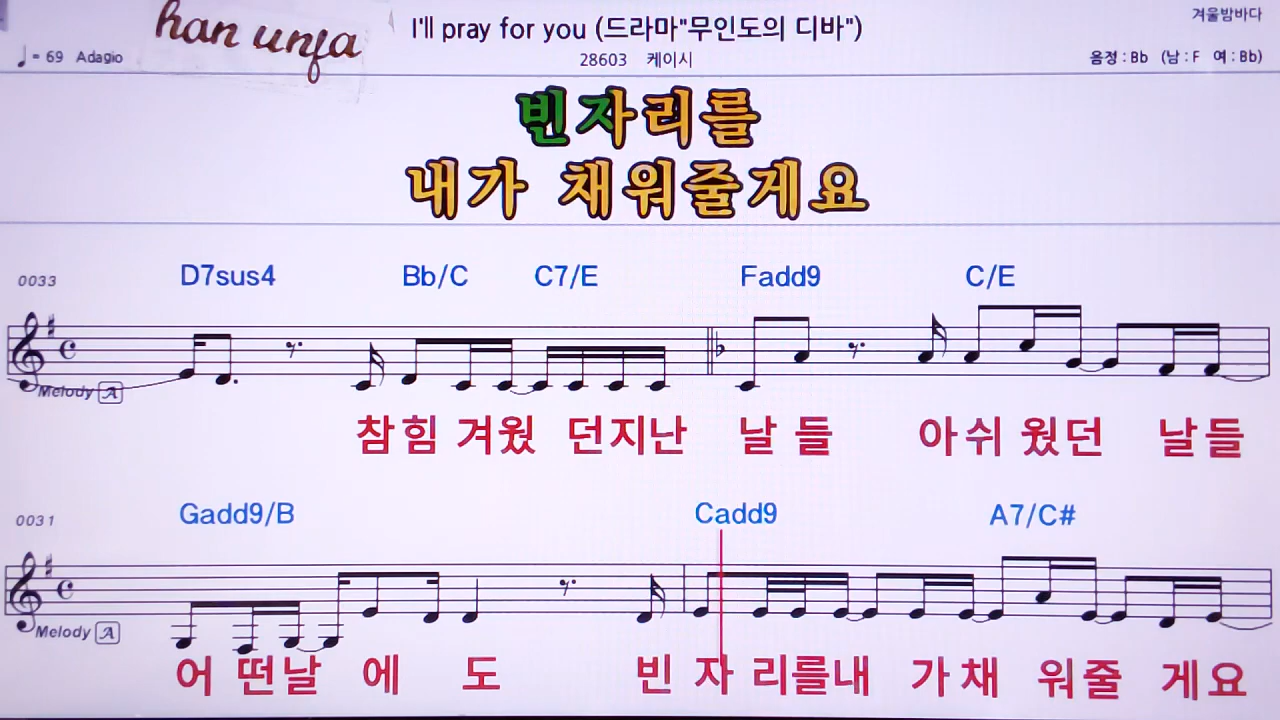 han unja
I'll pray for you (드라마"무인도의 디바")
겨울밤바다
♩= 69 Adagio
28603 케이시
음정 : Bb (남 : F 여 : Bb)
빈자리를
내가 채워줄게요
0033 D7sus4 Bb/C C7/E Fadd9 C/E
Melody A
참힘 겨웠 던지난 날 들 아쉬 웠던 날들
0031 Gadd9/B Cadd9 A7/C#
Melody A
어 떤날 에 도 빈 자 리를내 가채 워줄 게요